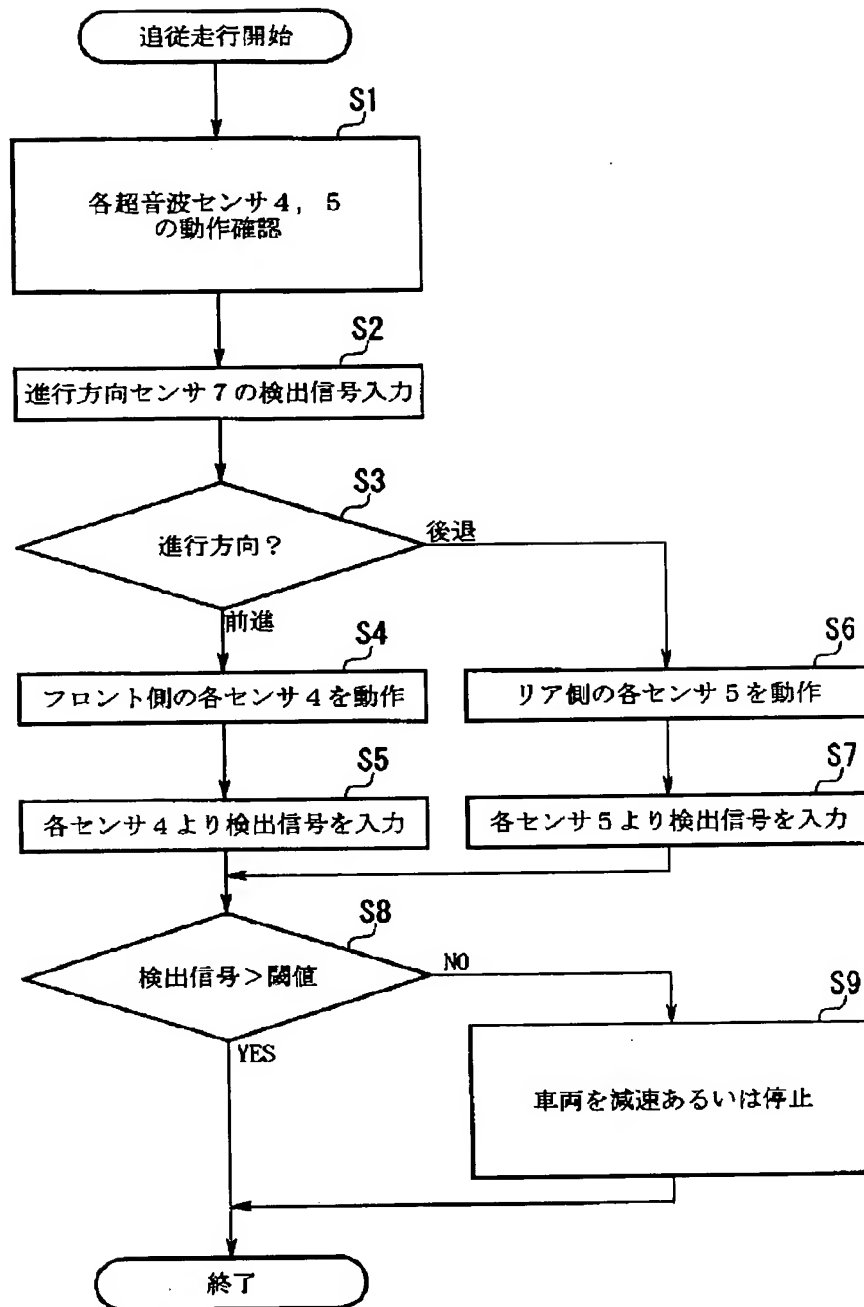 追従走行開始
S1
各超音波センサ４，５
の動作確認
S2
進行方向センサ７の検出信号入力
S3
進行方向？
後退
前進
S4
フロント側の各センサ４を動作
S6
リア側の各センサ５を動作
S5
各センサ４より検出信号を入力
S7
各センサ５より検出信号を入力
S8
検出信号＞閾値
NO
YES
S9
車両を減速あるいは停止
終了